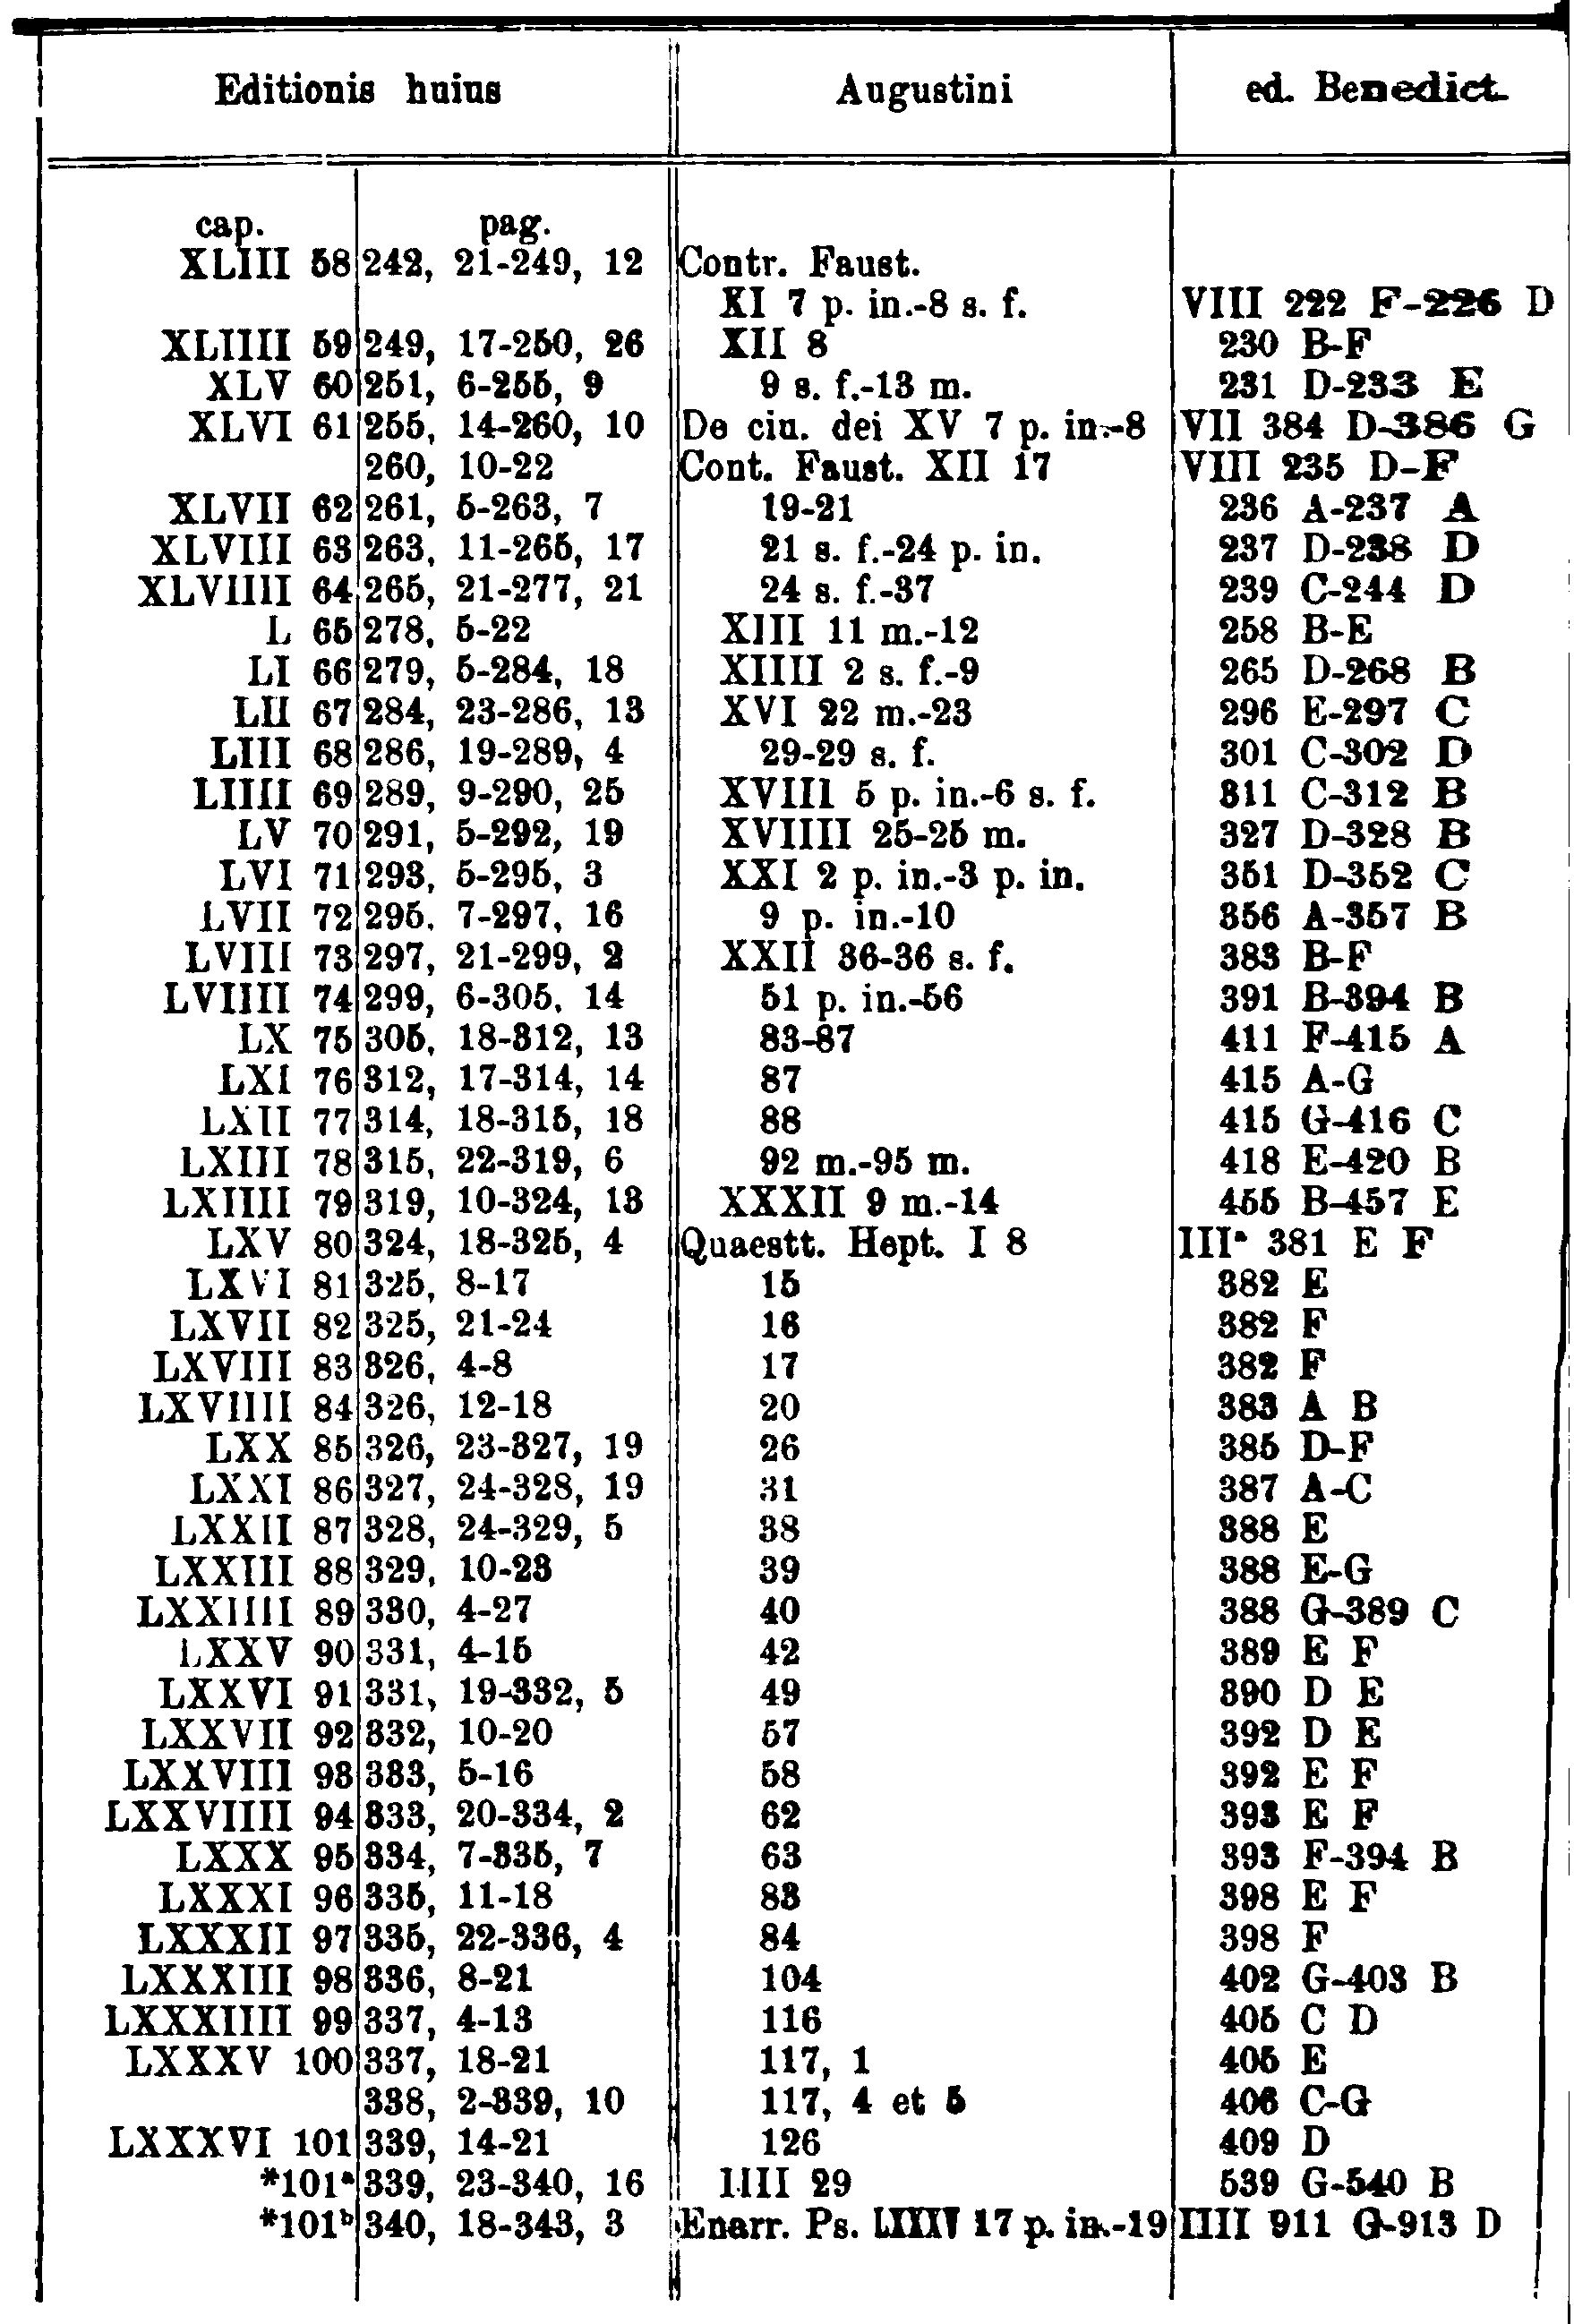 Editionis huius Augustini ed. Benedict.
cap. pag.
XLIII 58 242, 21-249, 12 Contr. Faust.
XI 7 p. in.-8 s. f. VIII 222 F-226 D
XLIIII 59 249, 17-250, 26 XII 8 230 B-F
XLV 60 251, 6-255, 9 9 s. f.-13 m. 231 D-233 E
XLVI 61 255, 14-260, 10 De ciu. dei XV 7 p. in.-8 VII 384 D-386 G
260, 10-22 Cont. Faust. XII 17 VIII 235 D-F
XLVII 62 261, 5-263, 7 19-21 236 A-237 A
XLVIII 63 263, 11-265, 17 21 s. f.-24 p. in. 237 D-238 D
XLVIIII 64 265, 21-277, 21 24 s. f.-37 239 C-244 D
L 65 278, 5-22 XIII 11 m.-12 258 B-E
LI 66 279, 5-284, 18 XIIII 2 s. f.-9 265 D-268 B
LII 67 284, 23-286, 13 XVI 22 m.-23 296 E-297 C
LIII 68 286, 19-289, 4 29-29 s. f. 301 C-302 D
LIIII 69 289, 9-290, 25 XVIII 5 p. in.-6 s. f. 311 C-312 B
LV 70 291, 5-292, 19 XVIIII 25-25 m. 327 D-328 B
LVI 71 293, 5-295, 3 XXI 2 p. in.-3 p. in. 351 D-352 C
LVII 72 295, 7-297, 16 9 p. in.-10 356 A-357 B
LVIII 73 297, 21-299, 2 XXII 36-36 s. f. 383 B-F
LVIIII 74 299, 6-305, 14 51 p. in.-56 391 B-394 B
LX 75 305, 18-312, 13 83-87 411 F-415 A
LXI 76 312, 17-314, 14 87 415 A-G
LXII 77 314, 18-315, 18 88 415 G-416 C
LXIII 78 315, 22-319, 6 92 m.-95 m. 418 E-420 B
LXIIII 79 319, 10-324, 13 XXXII 9 m.-14 455 B-457 E
LXV 80 324, 18-325, 4 Quaestt. Hept. I 8 IIIª 381 E F
LXVI 81 325, 8-17 15 382 E
LXVII 82 325, 21-24 16 382 F
LXVIII 83 326, 4-8 17 382 F
LXVIIII 84 326, 12-18 20 383 A B
LXX 85 326, 23-327, 19 26 385 D-F
LXXI 86 327, 24-328, 19 31 387 A-C
LXXII 87 328, 24-329, 5 38 388 E
LXXIII 88 329, 10-23 39 388 E-G
LXXIIII 89 330, 4-27 40 388 G-389 C
LXXV 90 331, 4-15 42 389 E F
LXXVI 91 331, 19-332, 5 49 390 D E
LXXVII 92 332, 10-20 57 392 D E
LXXVIII 93 333, 5-16 58 392 E F
LXXVIIII 94 333, 20-334, 2 62 393 E F
LXXX 95 334, 7-335, 7 63 393 F-394 B
LXXXI 96 335, 11-18 83 398 E F
LXXXII 97 335, 22-336, 4 84 398 F
LXXXIII 98 336, 8-21 104 402 G-403 B
LXXXIIII 99 337, 4-13 116 405 C D
LXXXV 100 337, 18-21 117, 1 405 E
338, 2-339, 10 117, 4 et 5 406 C-G
LXXXVI 101 339, 14-21 126 409 D
*101ª 339, 23-340, 16 IIII 29 539 G-540 B
*101ᵇ 340, 18-343, 3 Enarr. Ps. LXXXV 17 p. in.-19 IIII 911 G-913 D